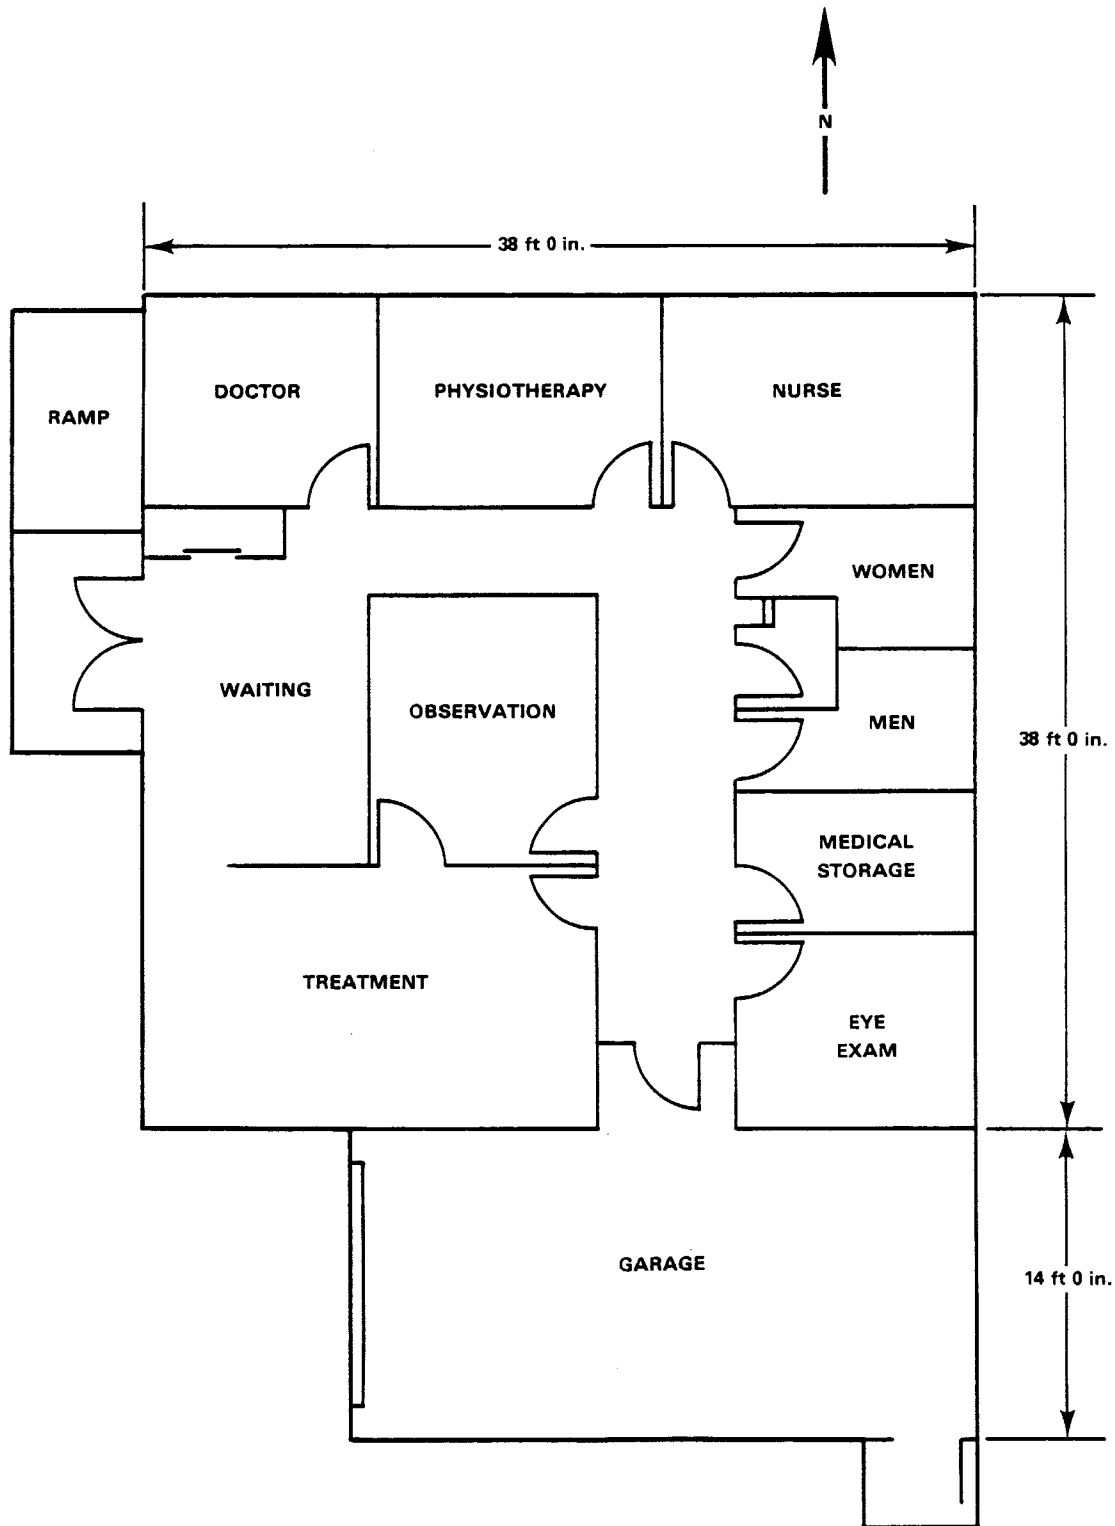 N
38 ft 0 in.
DOCTOR
PHYSIOTHERAPY
NURSE
RAMP
WOMEN
WAITING
OBSERVATION
MEN
38 ft 0 in.
MEDICAL
STORAGE
TREATMENT
EYE
EXAM
GARAGE
14 ft 0 in.